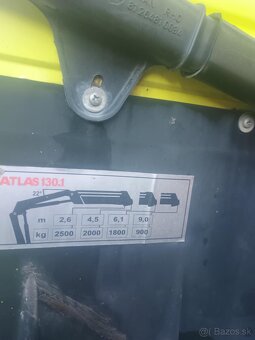 ATLAS 130.1
22°
m 2,6 4,5 6,1 9,0
kg 2500 2000 1800 900
bazos.sk